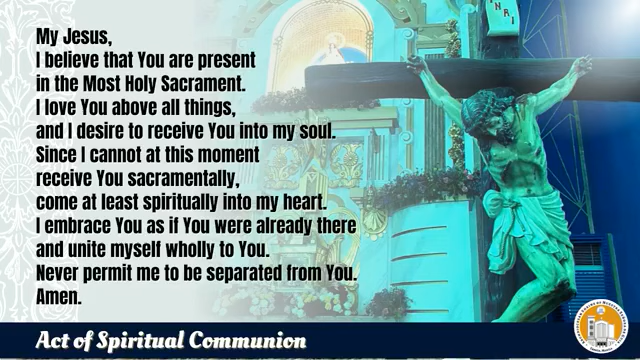 My Jesus,
I believe that You are present
in the Most Holy Sacrament.
I love You above all things,
and I desire to receive You into my soul.
Since I cannot at this moment
receive You sacramentally,
come at least spiritually into my heart.
I embrace You as if You were already there
and unite myself wholly to You.
Never permit me to be separated from You.
Amen.
Act of Spiritual Communion
INRI